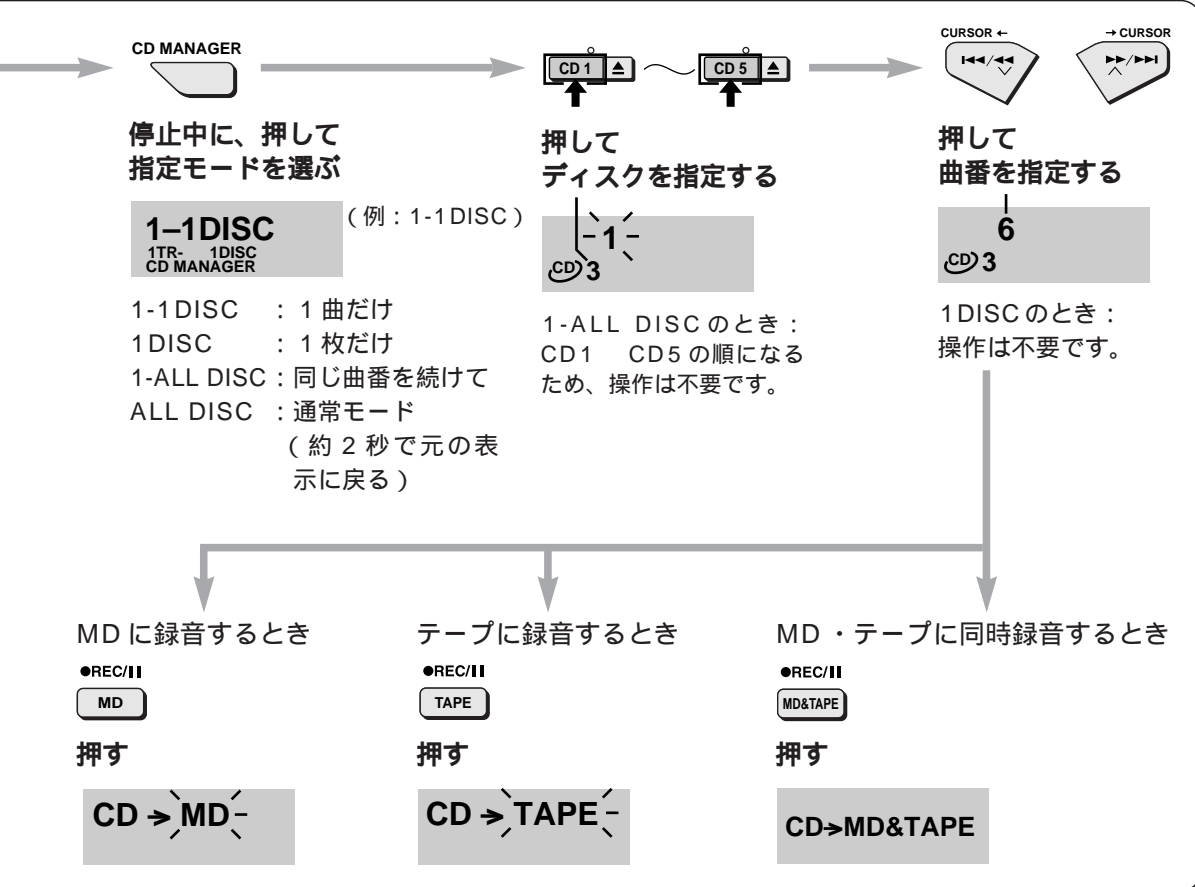 CD MANAGER
停止中に、押して
指定モードを選ぶ
1–1DISC
1TR- 1DISC
CD MANAGER
(例:1-1DISC)
1-1DISC : 1曲だけ
1DISC : 1枚だけ
1-ALL DISC:同じ曲番を続けて
ALL DISC :通常モード
(約2秒で元の表
示に戻る)
CD 1 ≜ ~ CD 5 ≜
押して
ディスクを指定する
1
CD 3
1-ALL DISCのとき:
CD1 CD5の順になる
ため、操作は不要です。
CURSOR ← → CURSOR
押して
曲番を指定する
6
CD 3
1DISCのとき:
操作は不要です。
MDに録音するとき
●REC/II
MD
押す
CD → MD
テープに録音するとき
●REC/II
TAPE
押す
CD → TAPE
MD・テープに同時録音するとき
●REC/II
MD&TAPE
押す
CD→MD&TAPE